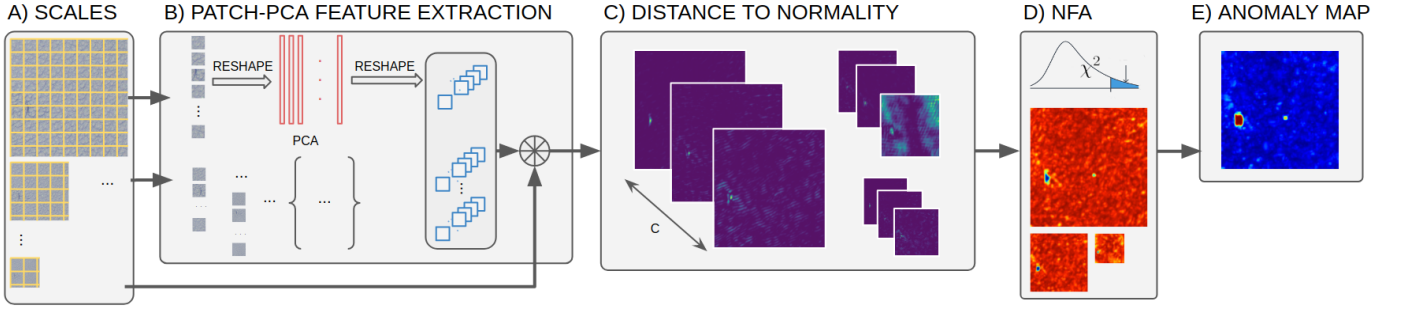 A) SCALES
B) PATCH-PCA FEATURE EXTRACTION
C) DISTANCE TO NORMALITY
D) NFA
E) ANOMALY MAP
RESHAPE
RESHAPE
PCA
C
χ²